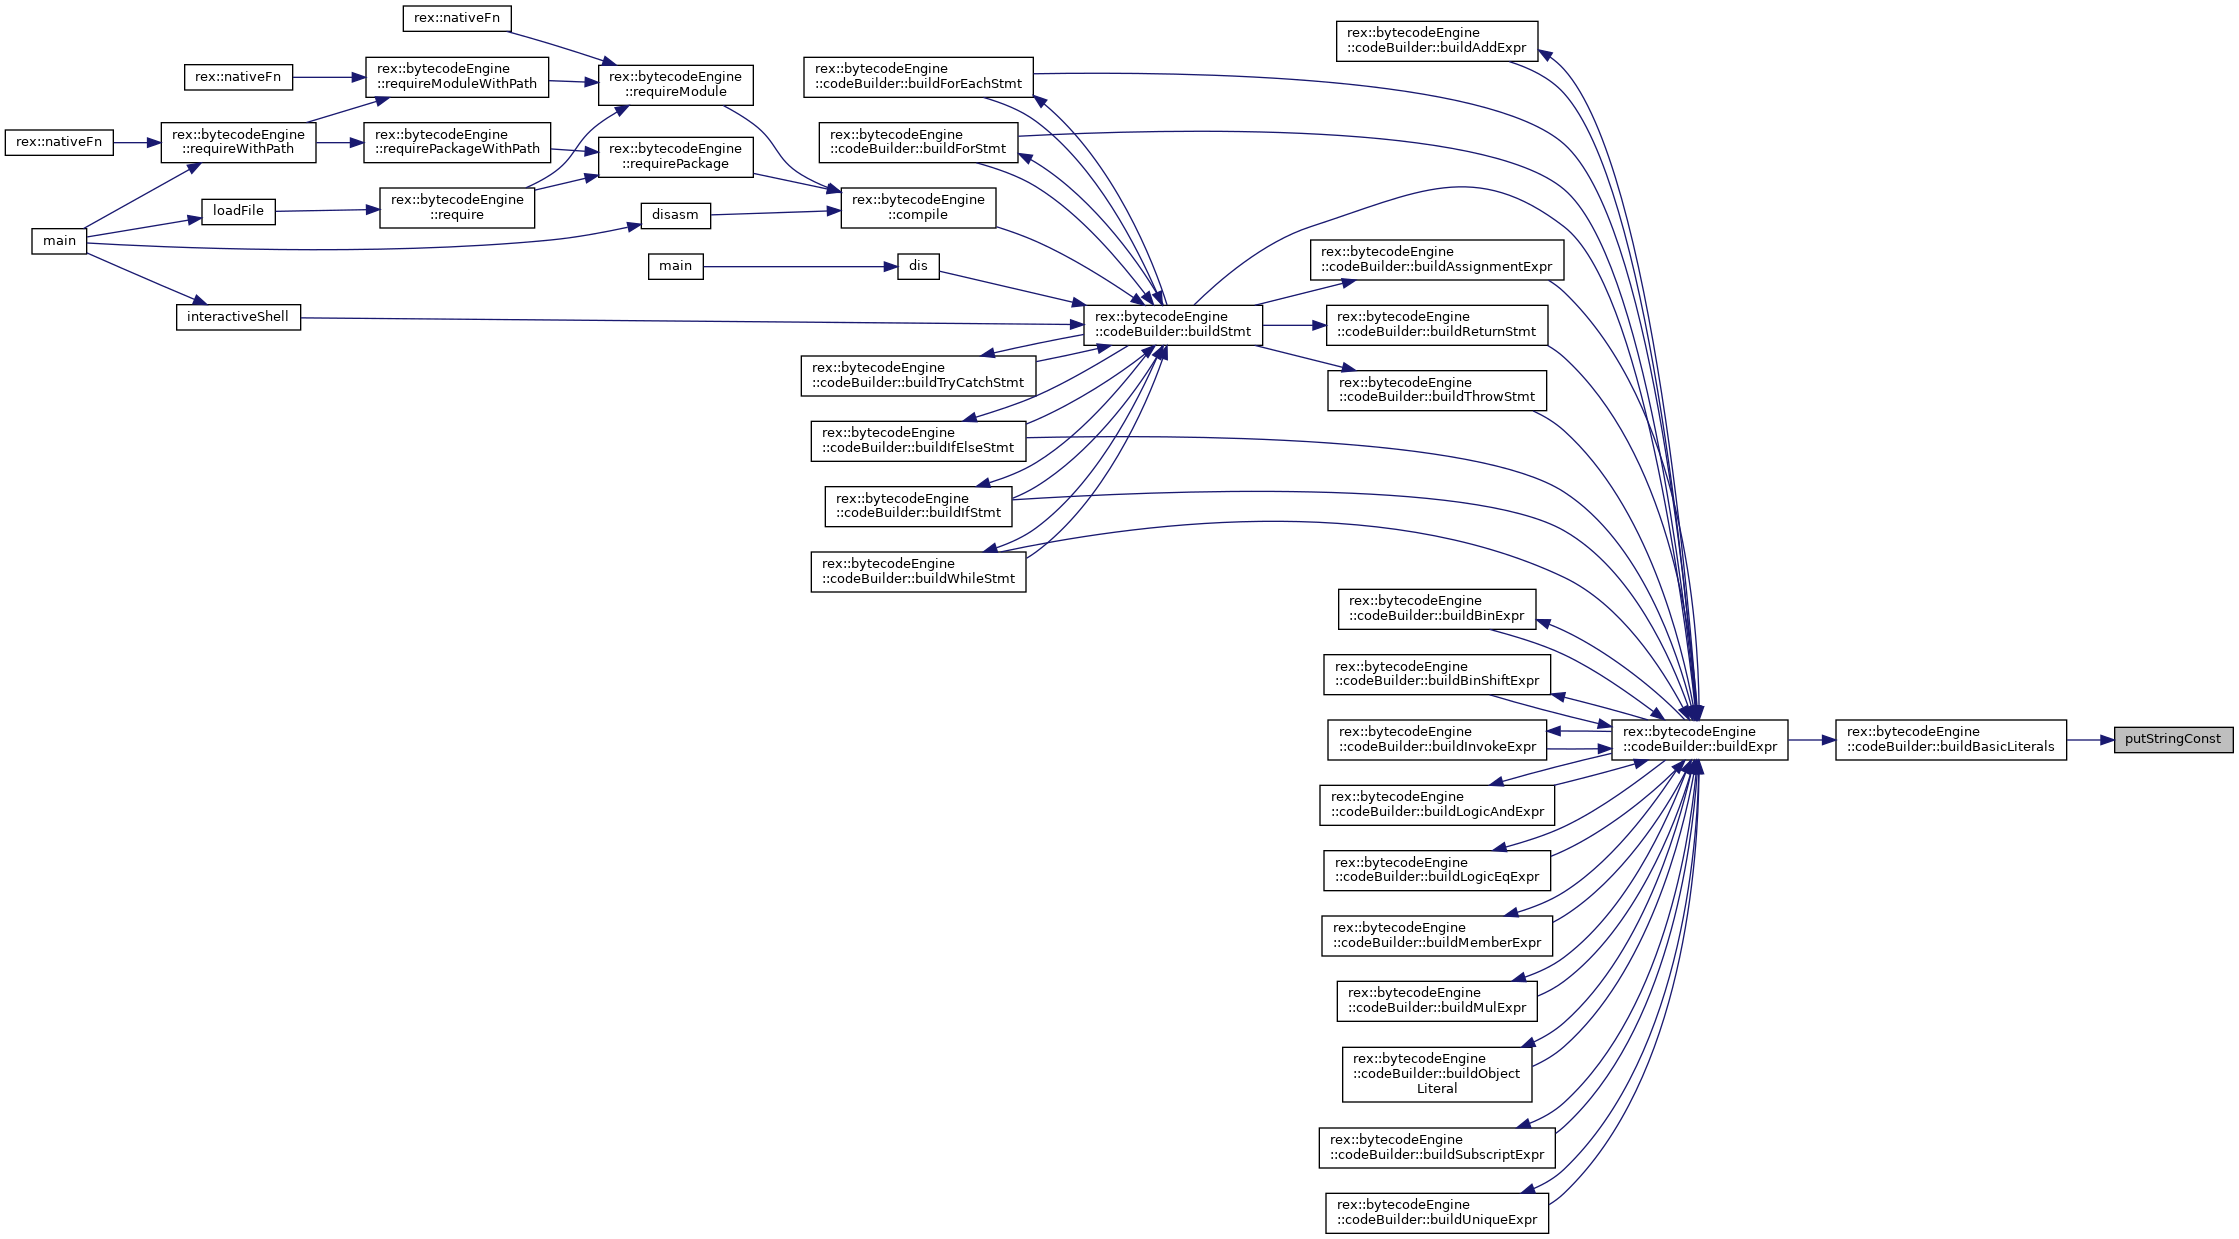 rex::nativeFn
rex::nativeFn
rex::bytecodeEngine
::requireModuleWithPath
rex::bytecodeEngine
::requireModule
rex::nativeFn
rex::bytecodeEngine
::requireWithPath
rex::bytecodeEngine
::requirePackageWithPath
rex::bytecodeEngine
::requirePackage
main
loadFile
rex::bytecodeEngine
::require
disasm
rex::bytecodeEngine
::compile
main
dis
interactiveShell
rex::bytecodeEngine
::codeBuilder::buildForEachStmt
rex::bytecodeEngine
::codeBuilder::buildForStmt
rex::bytecodeEngine
::codeBuilder::buildStmt
rex::bytecodeEngine
::codeBuilder::buildTryCatchStmt
rex::bytecodeEngine
::codeBuilder::buildIfElseStmt
rex::bytecodeEngine
::codeBuilder::buildIfStmt
rex::bytecodeEngine
::codeBuilder::buildWhileStmt
rex::bytecodeEngine
::codeBuilder::buildAddExpr
rex::bytecodeEngine
::codeBuilder::buildAssignmentExpr
rex::bytecodeEngine
::codeBuilder::buildReturnStmt
rex::bytecodeEngine
::codeBuilder::buildThrowStmt
rex::bytecodeEngine
::codeBuilder::buildBinExpr
rex::bytecodeEngine
::codeBuilder::buildBinShiftExpr
rex::bytecodeEngine
::codeBuilder::buildInvokeExpr
rex::bytecodeEngine
::codeBuilder::buildLogicAndExpr
rex::bytecodeEngine
::codeBuilder::buildLogicEqExpr
rex::bytecodeEngine
::codeBuilder::buildMemberExpr
rex::bytecodeEngine
::codeBuilder::buildMulExpr
rex::bytecodeEngine
::codeBuilder::buildObject
Literal
rex::bytecodeEngine
::codeBuilder::buildSubscriptExpr
rex::bytecodeEngine
::codeBuilder::buildUniqueExpr
rex::bytecodeEngine
::codeBuilder::buildExpr
rex::bytecodeEngine
::codeBuilder::buildBasicLiterals
putStringConst